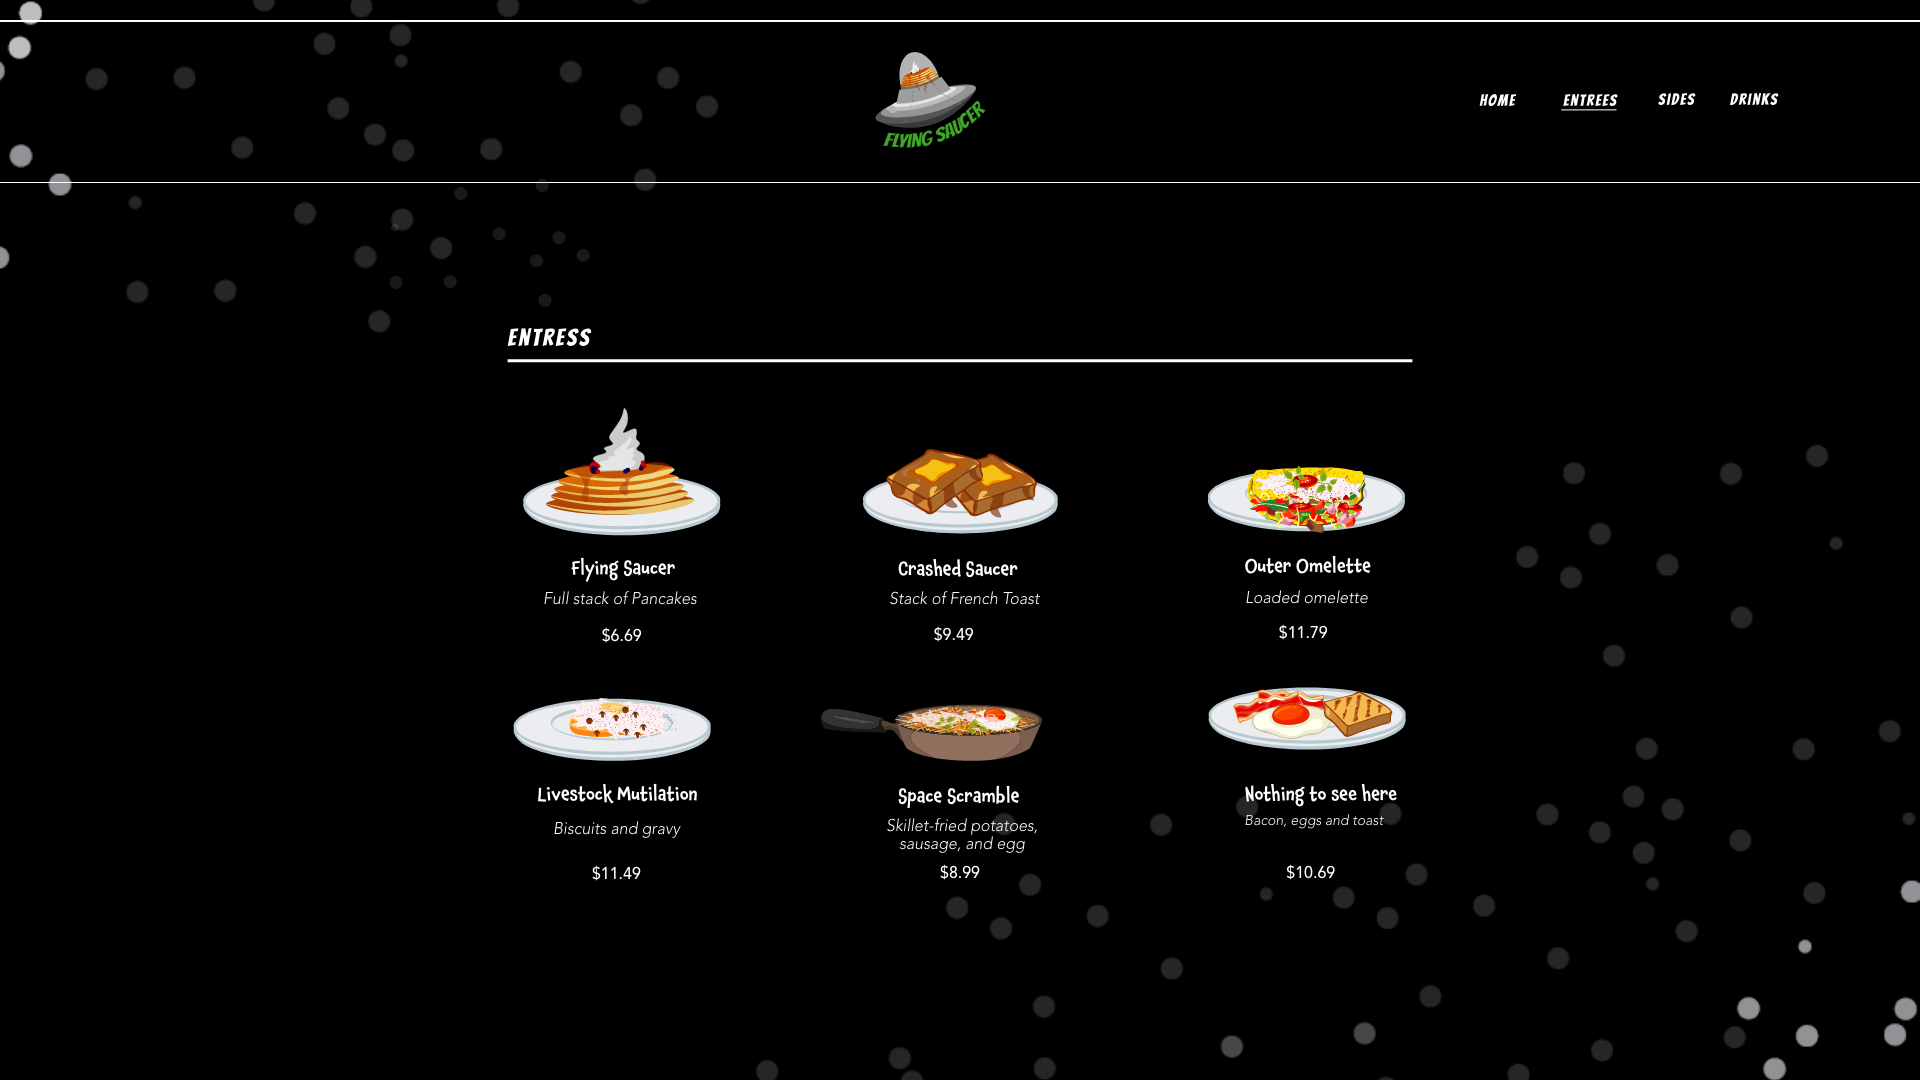 FLYING SAUCER
HOME ENTREES SIDES DRINKS
ENTRESS
Flying Saucer
Full stack of Pancakes
$6.69
Crashed Saucer
Stack of French Toast
$9.49
Outer Omelette
Loaded omelette
$11.79
Livestock Mutilation
Biscuits and gravy
$11.49
Space Scramble
Skillet-fried potatoes,
sausage, and egg
$8.99
Nothing to see here
Bacon, eggs and toast
$10.69